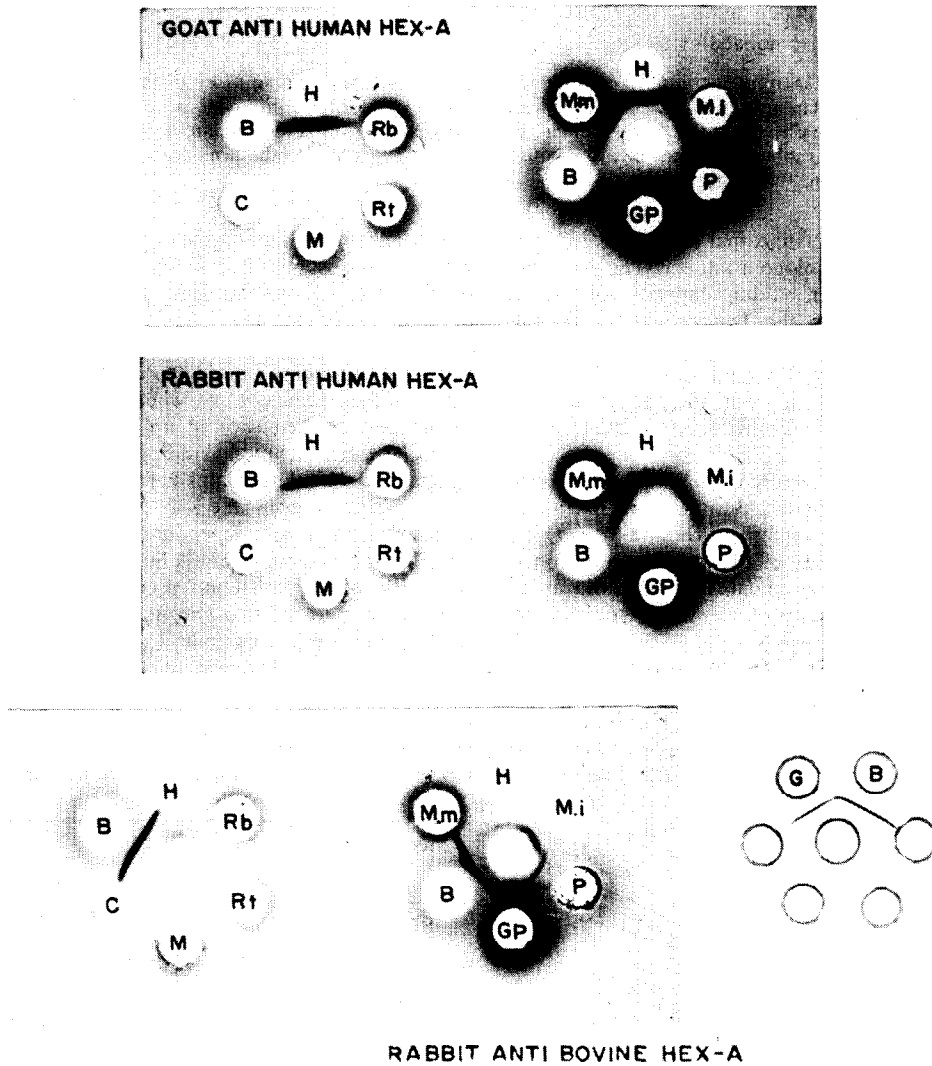 GOAT ANTI HUMAN HEX-A
H
B
Rb
C
Rt
M
H
Mm
M.i
B
P
GP
RABBIT ANTI HUMAN HEX-A
H
B
Rb
C
Rt
M
H
M.m
M.i
B
P
GP
H
B
Rb
C
Rt
M
H
M.m
M.i
B
P
GP
G
B
RABBIT ANTI BOVINE HEX-A